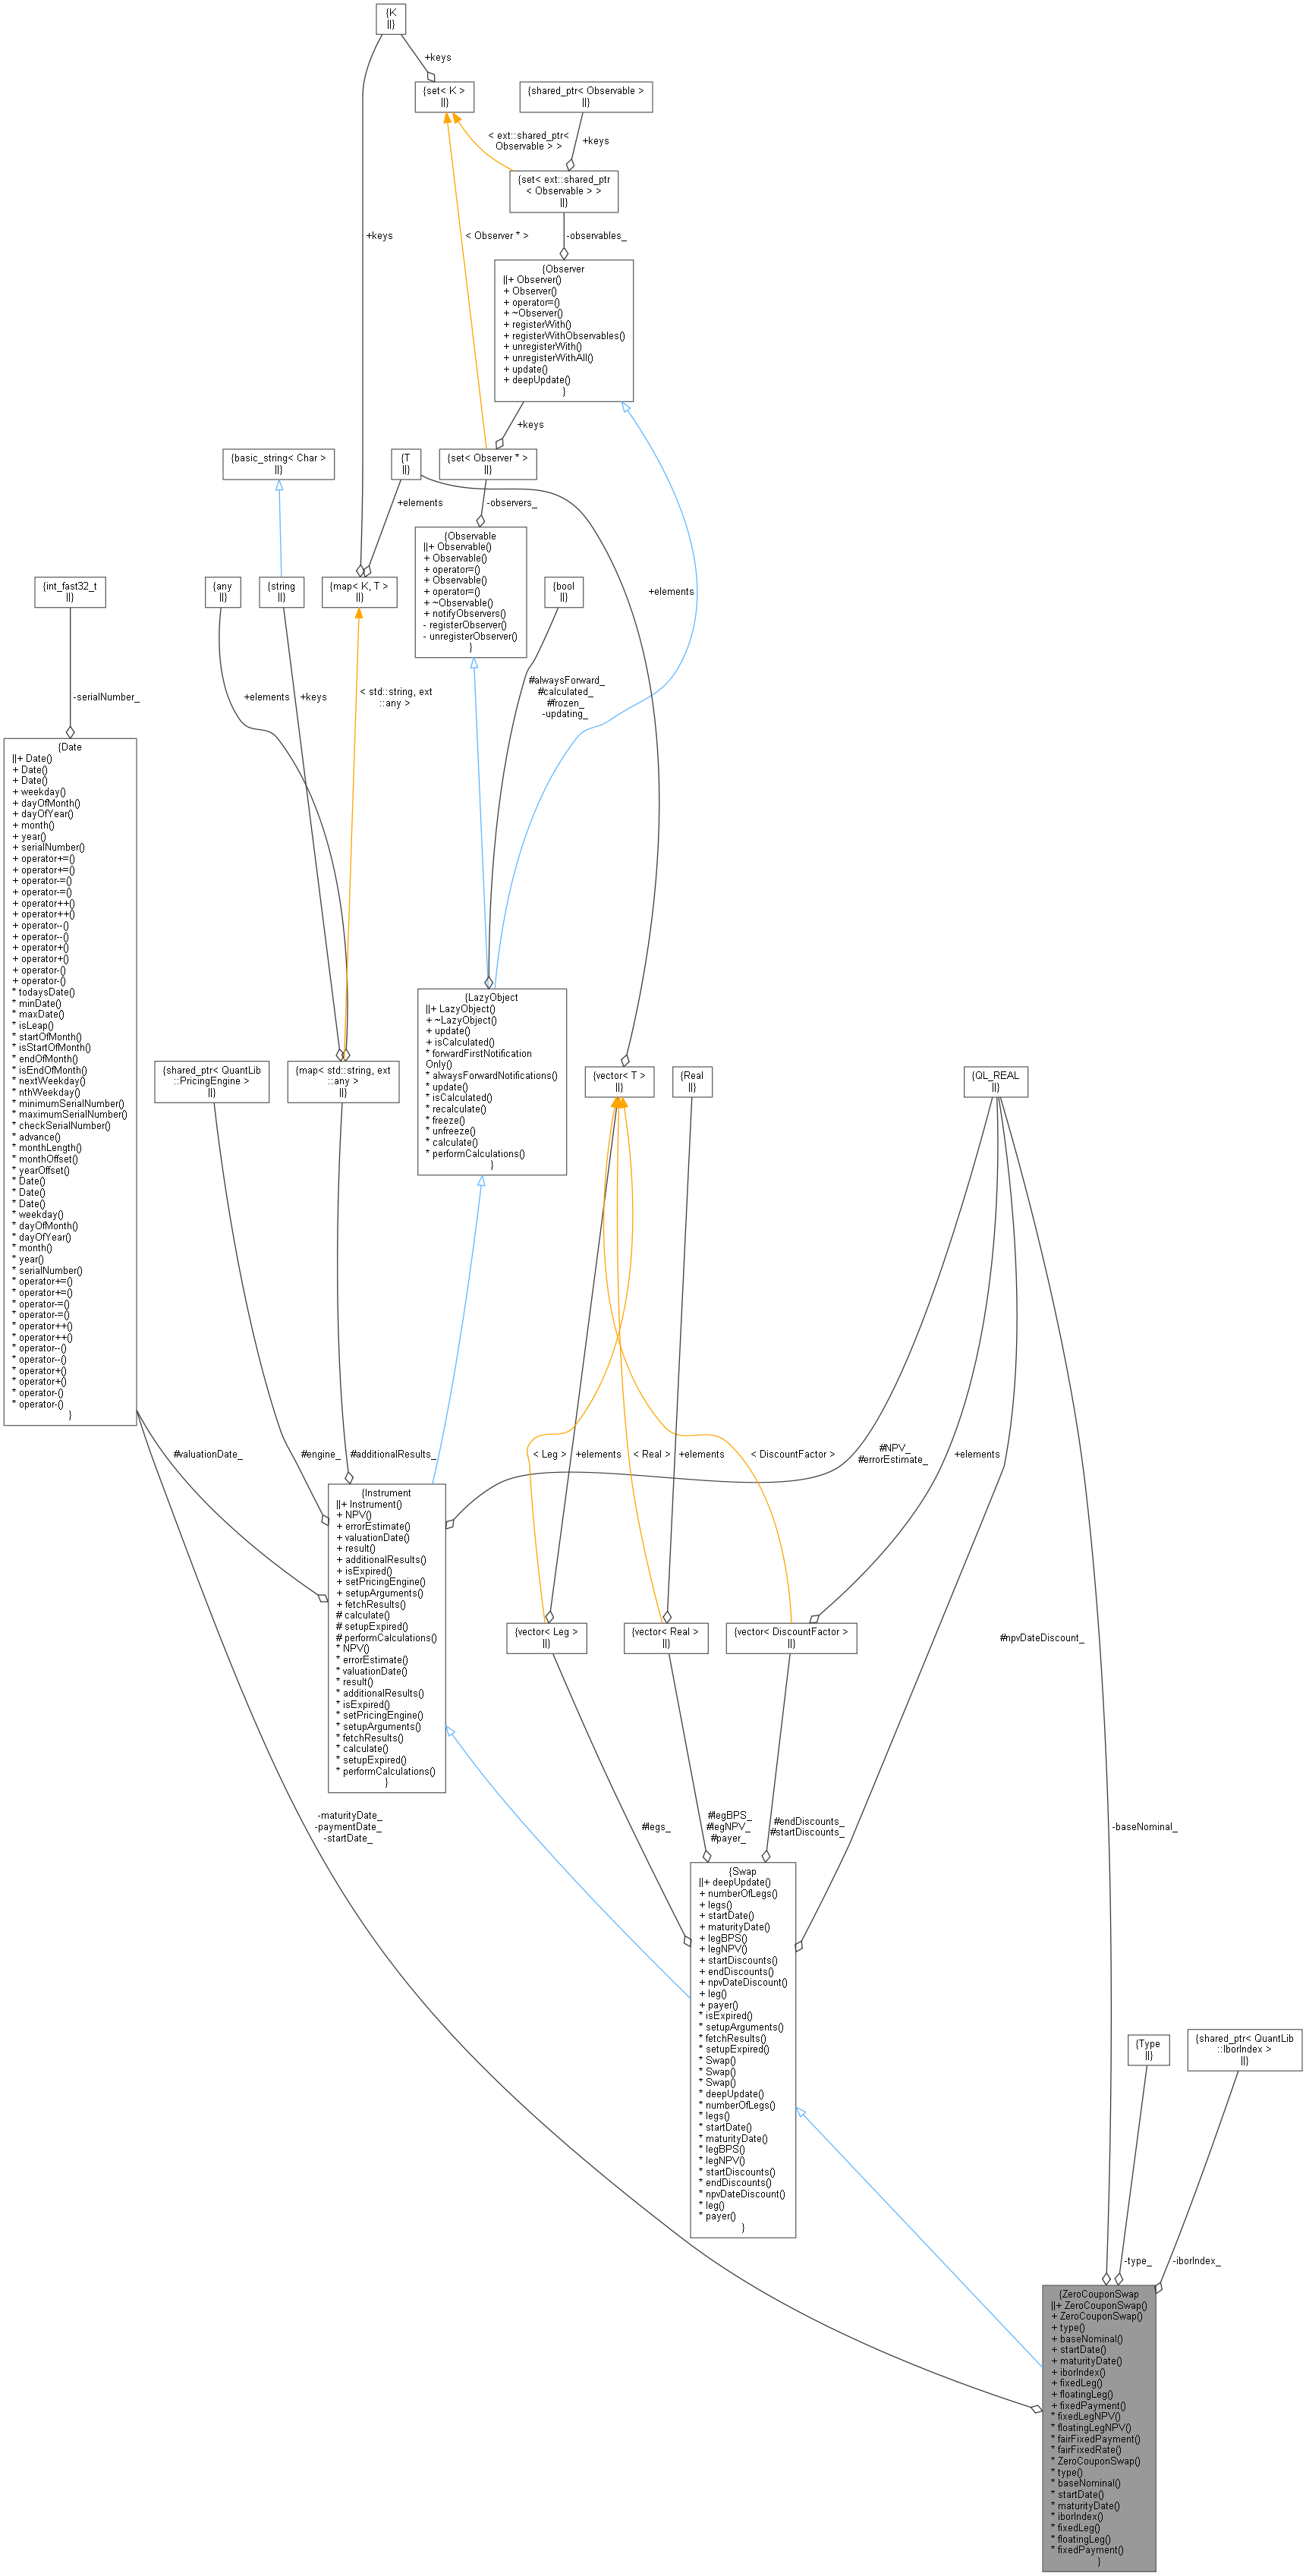 {K
||}
+keys
{set< K >
||}
{shared_ptr< Observable >
||}
< ext::shared_ptr<
Observable > >
+keys
{set< ext::shared_ptr
< Observable > >
||}
+keys
< Observer * >
-observables_
{Observer
||+ Observer()
+ Observer()
+ operator=()
+ ~Observer()
+ registerWith()
+ registerWithObservables()
+ unregisterWith()
+ unregisterWithAll()
+ update()
+ deepUpdate()
}
+keys
{basic_string< Char >
||}
{T
||}
{set< Observer * >
||}
+elements
-observers_
{Observable
||+ Observable()
+ Observable()
+ operator=()
+ Observable()
+ operator=()
+ ~Observable()
+ notifyObservers()
- registerObserver()
- unregisterObserver()
}
{int_fast32_t
||}
{any
||}
{string
||}
{map< K, T >
||}
{bool
||}
+elements
-serialNumber_
+elements
+keys
< std::string, ext
::any >
#alwaysForward_
#calculated_
#frozen_
-updating_
{Date
||+ Date()
+ Date()
+ Date()
+ weekday()
+ dayOfMonth()
+ dayOfYear()
+ month()
+ year()
+ serialNumber()
+ operator+=()
+ operator+=()
+ operator-=()
+ operator-=()
+ operator++()
+ operator++()
+ operator--()
+ operator--()
+ operator+()
+ operator+()
+ operator-()
+ operator-()
* todaysDate()
* minDate()
* maxDate()
* isLeap()
* startOfMonth()
* isStartOfMonth()
* endOfMonth()
* isEndOfMonth()
* nextWeekday()
* nthWeekday()
* minimumSerialNumber()
* maximumSerialNumber()
* checkSerialNumber()
* advance()
* monthLength()
* monthOffset()
* yearOffset()
* Date()
* Date()
* Date()
* weekday()
* dayOfMonth()
* dayOfYear()
* month()
* year()
* serialNumber()
* operator+=()
* operator+=()
* operator-=()
* operator-=()
* operator++()
* operator++()
* operator--()
* operator--()
* operator+()
* operator+()
* operator-()
* operator-()
}
{shared_ptr< QuantLib
::PricingEngine >
||}
{map< std::string, ext
::any >
||}
{LazyObject
||+ LazyObject()
+ ~LazyObject()
+ update()
+ isCalculated()
* forwardFirstNotification
Only()
* alwaysForwardNotifications()
* update()
* isCalculated()
* recalculate()
* freeze()
* unfreeze()
* calculate()
* performCalculations()
}
{vector< T >
||}
{Real
||}
{QL_REAL
||}
#valuationDate_
#engine_
#additionalResults_
< Leg >
+elements
< Real >
+elements
< DiscountFactor >
#NPV_
#errorEstimate_
+elements
{Instrument
||+ Instrument()
+ NPV()
+ errorEstimate()
+ valuationDate()
+ result()
+ additionalResults()
+ isExpired()
+ setPricingEngine()
+ setupArguments()
+ fetchResults()
# calculate()
# setupExpired()
# performCalculations()
* NPV()
* errorEstimate()
* valuationDate()
* result()
* additionalResults()
* isExpired()
* setPricingEngine()
* setupArguments()
* fetchResults()
* calculate()
* setupExpired()
* performCalculations()
}
{vector< Leg >
||}
{vector< Real >
||}
{vector< DiscountFactor >
||}
#npvDateDiscount_
-maturityDate_
-paymentDate_
-startDate_
#legs_
#legBPS_
#legNPV_
#payer_
#endDiscounts_
#startDiscounts_
-baseNominal_
{Swap
||+ deepUpdate()
+ numberOfLegs()
+ legs()
+ startDate()
+ maturityDate()
+ legBPS()
+ legNPV()
+ startDiscounts()
+ endDiscounts()
+ npvDateDiscount()
+ leg()
+ payer()
* isExpired()
* setupArguments()
* fetchResults()
* setupExpired()
* Swap()
* Swap()
* Swap()
* deepUpdate()
* numberOfLegs()
* legs()
* startDate()
* maturityDate()
* legBPS()
* legNPV()
* startDiscounts()
* endDiscounts()
* npvDateDiscount()
* leg()
* payer()
}
{Type
||}
{shared_ptr< QuantLib
::IborIndex >
||}
-type_
-iborIndex_
{ZeroCouponSwap
||+ ZeroCouponSwap()
+ ZeroCouponSwap()
+ type()
+ baseNominal()
+ startDate()
+ maturityDate()
+ iborIndex()
+ fixedLeg()
+ floatingLeg()
+ fixedPayment()
* fixedLegNPV()
* floatingLegNPV()
* fairFixedPayment()
* fairFixedRate()
* ZeroCouponSwap()
* type()
* baseNominal()
* startDate()
* maturityDate()
* iborIndex()
* fixedLeg()
* floatingLeg()
* fixedPayment()
}